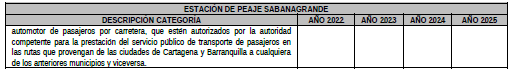 ESTACIÓN DE PEAJE SABANAGRANDE
DESCRIPCIÓN CATEGORÍA AÑO 2022 AÑO 2023 AÑO 2024 AÑO 2025
automotor de pasajeros por carretera, que estén autorizados por la autoridad
competente para la prestación del servicio público de transporte de pasajeros en
las rutas que provengan de las ciudades de Cartagena y Barranquilla a cualquiera
de los anteriores municipios y viceversa.